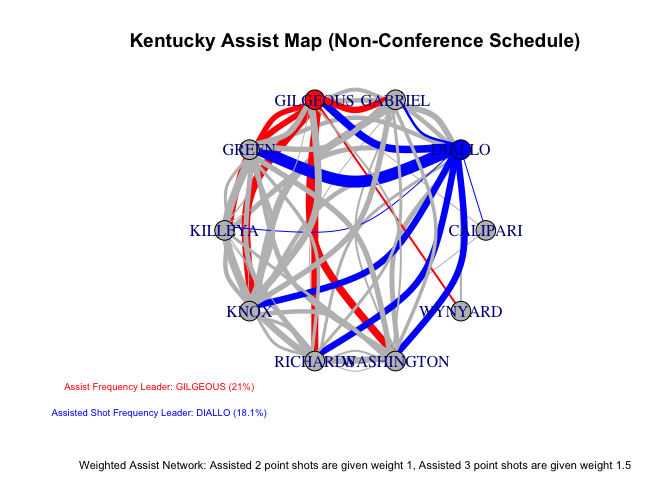 Kentucky Assist Map (Non-Conference Schedule)
GILGEOUS GABRIEL
GREEN DIALLO
KILLEYA CALIPARI
KNOX WYNYARD
RICHARDS WASHINGTON
Assist Frequency Leader: GILGEOUS (21%)
Assisted Shot Frequency Leader: DIALLO (18.1%)
Weighted Assist Network: Assisted 2 point shots are given weight 1, Assisted 3 point shots are given weight 1.5